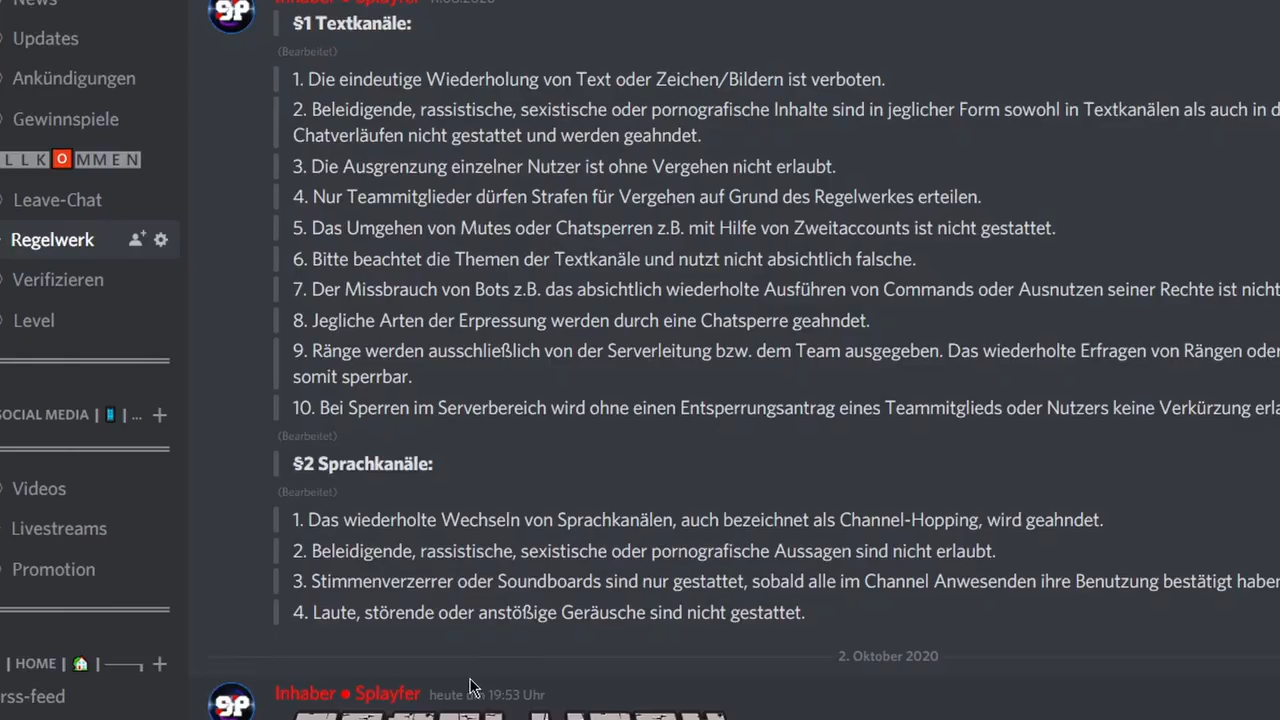 News
Updates
Ankündigungen
Gewinnspiele
L L K O M M E N
Leave-Chat
Regelwerk
Verifizieren
Level
SOCIAL MEDIA | | ...
Videos
Livestreams
Promotion
| HOME | |
rss-feed
Inhaber • Splayfer 11.08.2020
§1 Textkanäle:
(Bearbeitet)
1. Die eindeutige Wiederholung von Text oder Zeichen/Bildern ist verboten.
2. Beleidigende, rassistische, sexistische oder pornografische Inhalte sind in jeglicher Form sowohl in Textkanälen als auch in
Chatverläufen nicht gestattet und werden geahndet.
3. Die Ausgrenzung einzelner Nutzer ist ohne Vergehen nicht erlaubt.
4. Nur Teammitglieder dürfen Strafen für Vergehen auf Grund des Regelwerkes erteilen.
5. Das Umgehen von Mutes oder Chatsperren z.B. mit Hilfe von Zweitaccounts ist nicht gestattet.
6. Bitte beachtet die Themen der Textkanäle und nutzt nicht absichtlich falsche.
7. Der Missbrauch von Bots z.B. das absichtlich wiederholte Ausführen von Commands oder Ausnutzen seiner Rechte ist nicht
8. Jegliche Arten der Erpressung werden durch eine Chatsperre geahndet.
9. Ränge werden ausschließlich von der Serverleitung bzw. dem Team ausgegeben. Das wiederholte Erfragen von Rängen oder
somit sperrbar.
10. Bei Sperren im Serverbereich wird ohne einen Entsperrungsantrag eines Teammitglieds oder Nutzers keine Verkürzung erla
(Bearbeitet)
§2 Sprachkanäle:
(Bearbeitet)
1. Das wiederholte Wechseln von Sprachkanälen, auch bezeichnet als Channel-Hopping, wird geahndet.
2. Beleidigende, rassistische, sexistische oder pornografische Aussagen sind nicht erlaubt.
3. Stimmenverzerrer oder Soundboards sind nur gestattet, sobald alle im Channel Anwesenden ihre Benutzung bestätigt haben
4. Laute, störende oder anstößige Geräusche sind nicht gestattet.
2. Oktober 2020
Inhaber • Splayfer heute um 19:53 Uhr